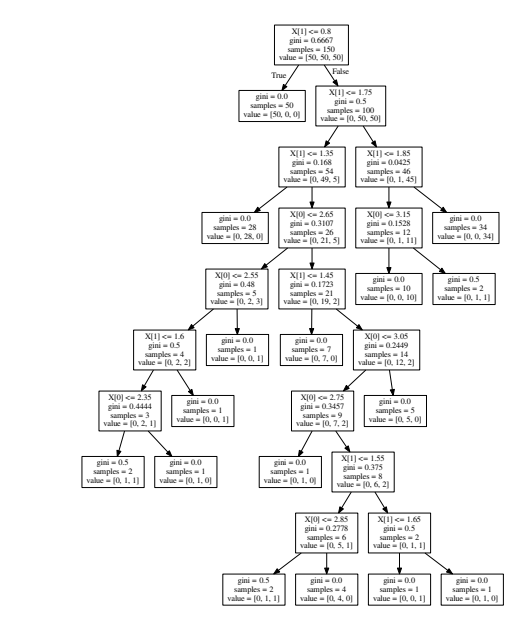 X[1] <= 0.8
gini = 0.6667
samples = 150
value = [50, 50, 50]
True
False
gini = 0.0
samples = 50
value = [50, 0, 0]
X[1] <= 1.75
gini = 0.5
samples = 100
value = [0, 50, 50]
X[1] <= 1.35
gini = 0.168
samples = 54
value = [0, 49, 5]
X[1] <= 1.85
gini = 0.0425
samples = 46
value = [0, 1, 45]
gini = 0.0
samples = 28
value = [0, 28, 0]
X[0] <= 2.65
gini = 0.3107
samples = 26
value = [0, 21, 5]
X[0] <= 3.15
gini = 0.1528
samples = 12
value = [0, 1, 11]
gini = 0.0
samples = 34
value = [0, 0, 34]
X[0] <= 2.55
gini = 0.48
samples = 5
value = [0, 2, 3]
X[1] <= 1.45
gini = 0.1723
samples = 21
value = [0, 19, 2]
gini = 0.0
samples = 10
value = [0, 0, 10]
gini = 0.5
samples = 2
value = [0, 1, 1]
X[1] <= 1.6
gini = 0.5
samples = 4
value = [0, 2, 2]
gini = 0.0
samples = 1
value = [0, 0, 1]
gini = 0.0
samples = 7
value = [0, 7, 0]
X[0] <= 3.05
gini = 0.2449
samples = 14
value = [0, 12, 2]
X[0] <= 2.35
gini = 0.4444
samples = 3
value = [0, 2, 1]
gini = 0.0
samples = 1
value = [0, 0, 1]
X[0] <= 2.75
gini = 0.3457
samples = 9
value = [0, 7, 2]
gini = 0.0
samples = 5
value = [0, 5, 0]
gini = 0.5
samples = 2
value = [0, 1, 1]
gini = 0.0
samples = 1
value = [0, 1, 0]
gini = 0.0
samples = 1
value = [0, 1, 0]
X[1] <= 1.55
gini = 0.375
samples = 8
value = [0, 6, 2]
X[0] <= 2.85
gini = 0.2778
samples = 6
value = [0, 5, 1]
X[1] <= 1.65
gini = 0.5
samples = 2
value = [0, 1, 1]
gini = 0.5
samples = 2
value = [0, 1, 1]
gini = 0.0
samples = 4
value = [0, 4, 0]
gini = 0.0
samples = 1
value = [0, 0, 1]
gini = 0.0
samples = 1
value = [0, 1, 0]